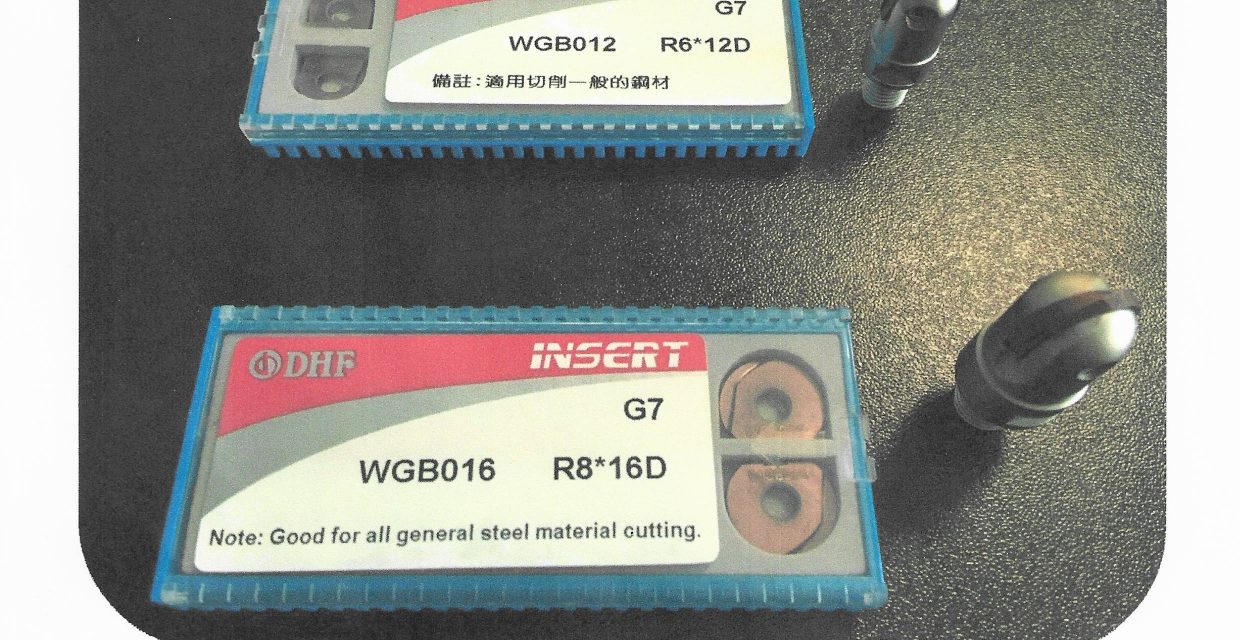 G7
WGB012 R6*12D
備註:適用切削一般的鋼材
DHF INSERT
G7
WGB016 R8*16D
Note: Good for all general steel material cutting.